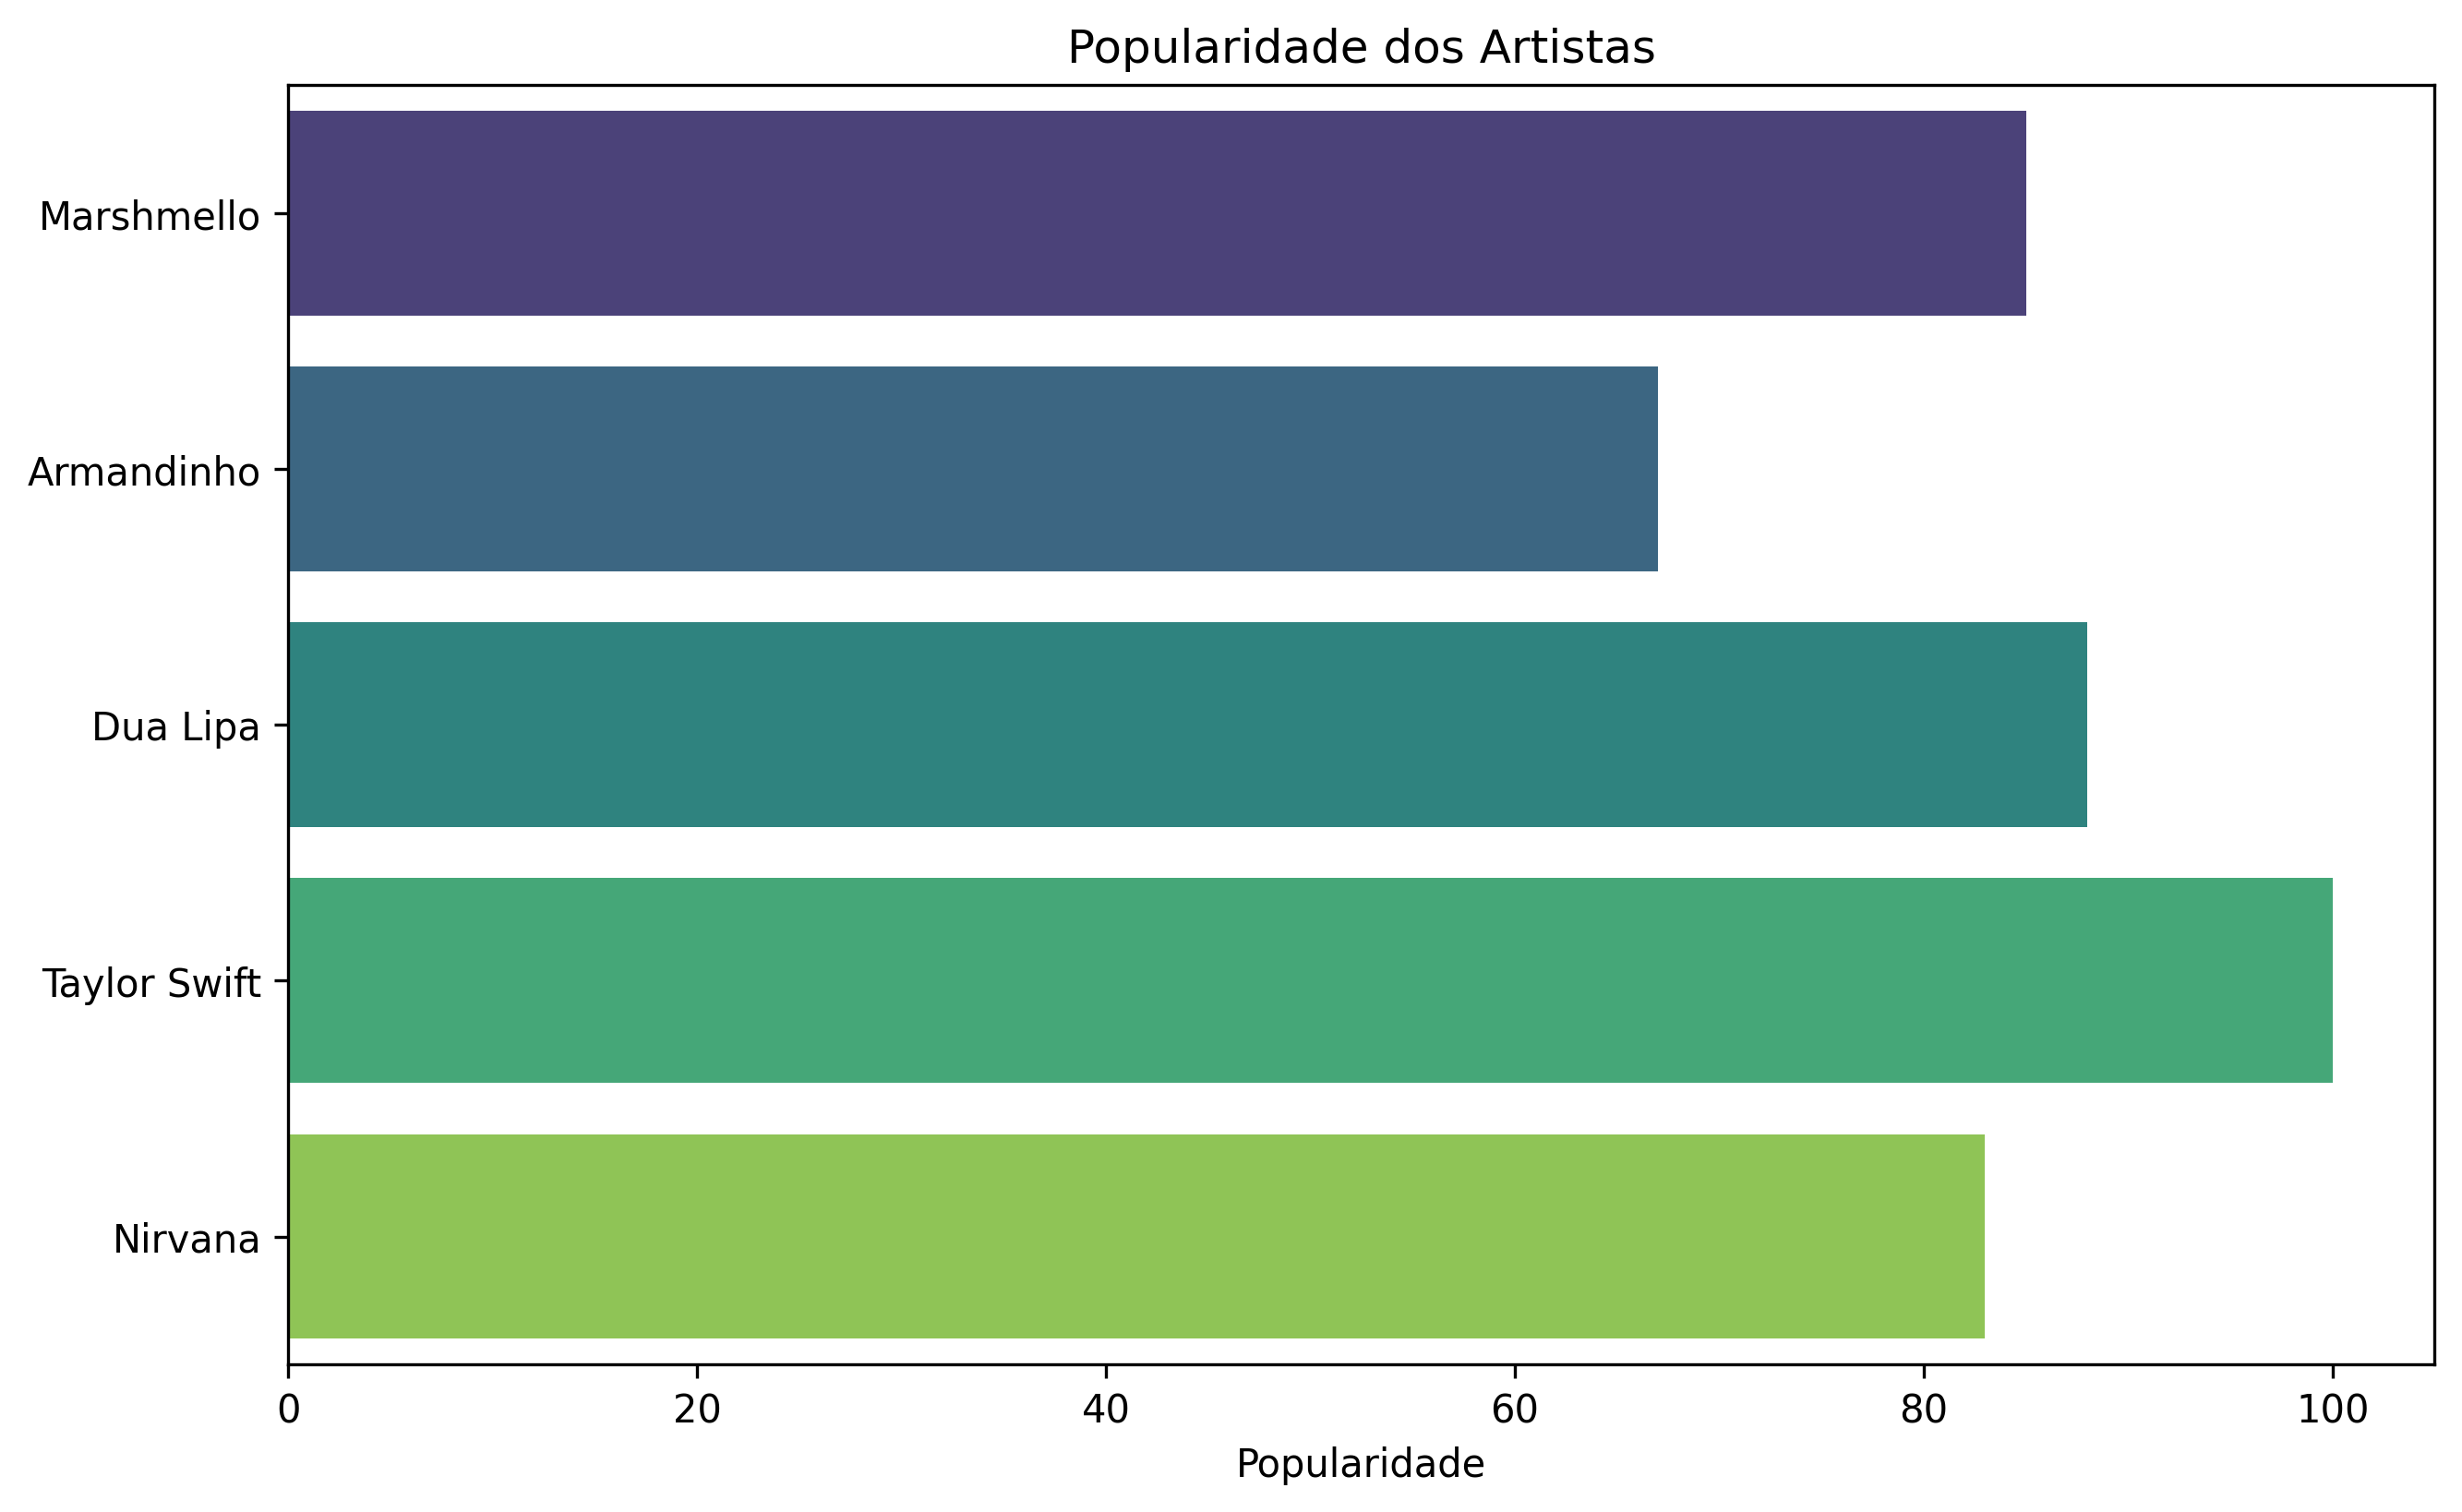 Popularidade dos Artistas
Marshmello
Armandinho
Dua Lipa
Taylor Swift
Nirvana
0 20 40 60 80 100
Popularidade